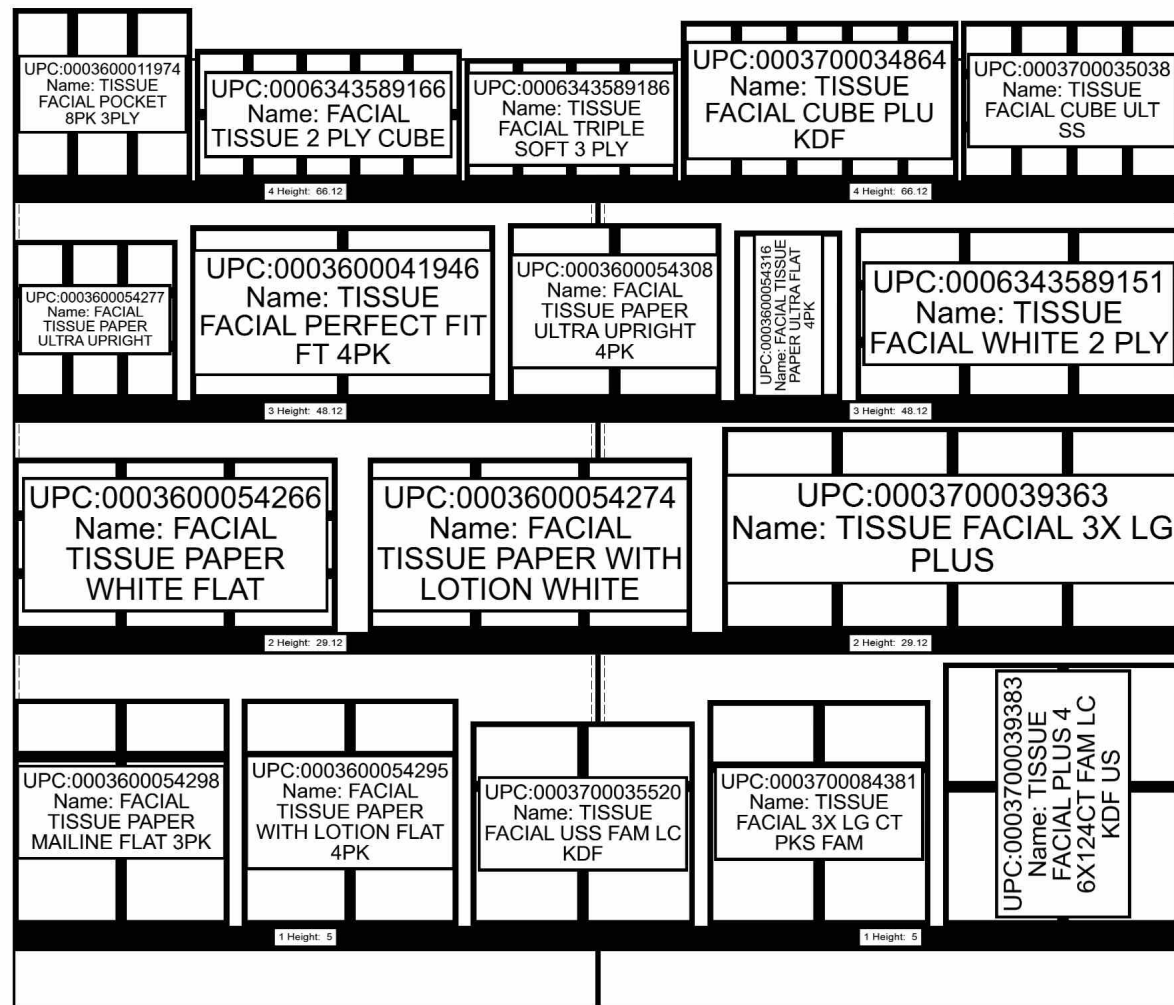 UPC:0003600011974
Name: TISSUE
FACIAL POCKET
8PK 3PLY
UPC:0006343589166
Name: FACIAL
TISSUE 2 PLY CUBE
UPC:0006343589186
Name: TISSUE
FACIAL TRIPLE
SOFT 3 PLY
UPC:0003700034864
Name: TISSUE
FACIAL CUBE PLU
KDF
UPC:0003700035038
Name: TISSUE
FACIAL CUBE ULT
SS
4 Height: 66.12
4 Height: 66.12
UPC:0003600054277
Name: FACIAL
TISSUE PAPER
ULTRA UPRIGHT
UPC:0003600041946
Name: TISSUE
FACIAL PERFECT FIT
FT 4PK
UPC:0003600054308
Name: FACIAL
TISSUE PAPER
ULTRA UPRIGHT
4PK
UPC:0003600054316
Name: FACIAL TISSUE
PAPER ULTRA FLAT
4PK
UPC:0006343589151
Name: TISSUE
FACIAL WHITE 2 PLY
3 Height: 48.12
3 Height: 48.12
UPC:0003600054266
Name: FACIAL
TISSUE PAPER
WHITE FLAT
UPC:0003600054274
Name: FACIAL
TISSUE PAPER WITH
LOTION WHITE
UPC:0003700039363
Name: TISSUE FACIAL 3X LG
PLUS
2 Height: 29.12
2 Height: 29.12
UPC:0003600054298
Name: FACIAL
TISSUE PAPER
MAILINE FLAT 3PK
UPC:0003600054295
Name: FACIAL
TISSUE PAPER
WITH LOTION FLAT
4PK
UPC:0003700035520
Name: TISSUE
FACIAL USS FAM LC
KDF
UPC:0003700084381
Name: TISSUE
FACIAL 3X LG CT
PKS FAM
UPC:0003700039383
Name: TISSUE
FACIAL PLUS 4
6X124CT FAM LC
KDF US
1 Height: 5
1 Height: 5